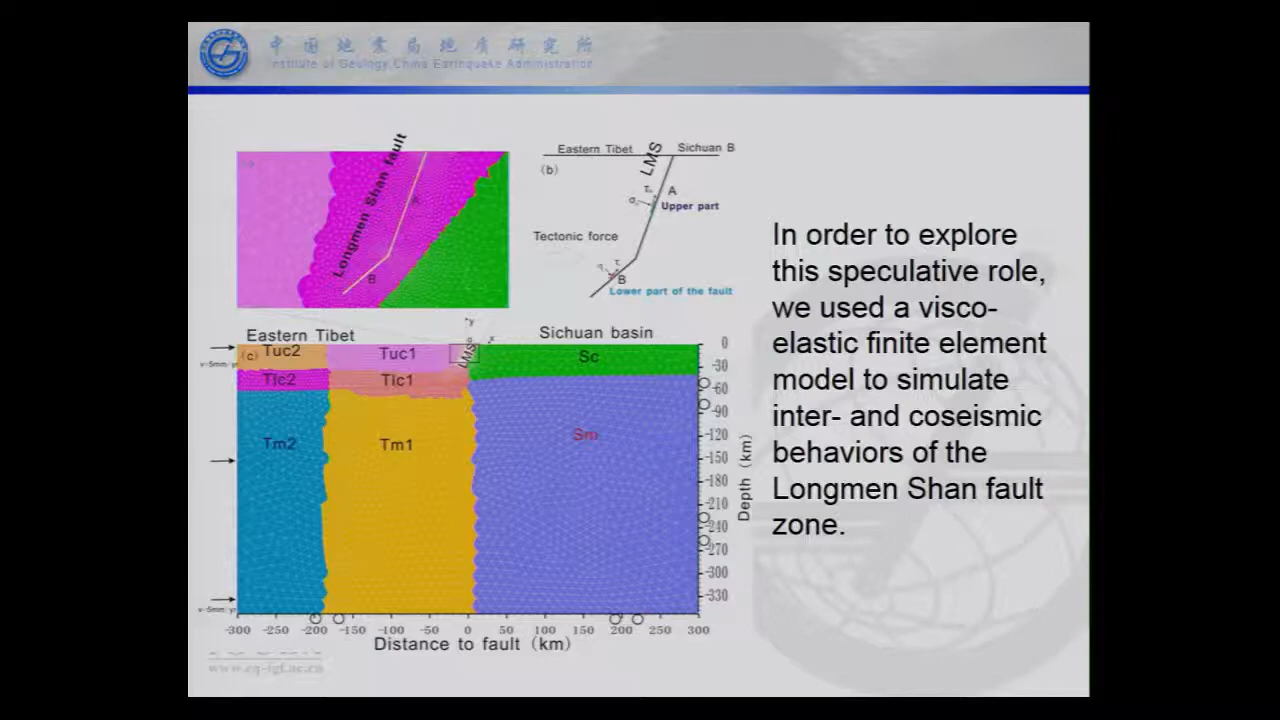 中国地震局地质研究所
Institute of Geology, China Earthquake Administration
Longmen Shan fault
A
B
Eastern Tibet
LMS
Sichuan B
(b)
A
Upper part
Tectonic force
B
Lower part of the fault
Eastern Tibet
Sichuan basin
y
x
(c)
Tuc2
Tuc1
LMS
Sc
v=5mm/yr
Tlc2
Tlc1
Tm2
Tm1
Sm
v=5mm/yr
0
-30
-60
-90
-120
-150
-180
-210
-240
-270
-300
-330
Depth (km)
-300 -250 -200 -150 -100 -50 0 50 100 150 200 250 300
Distance to fault (km)
www.eq-igl.ac.cn
In order to explore
this speculative role,
we used a visco-
elastic finite element
model to simulate
inter- and coseismic
behaviors of the
Longmen Shan fault
zone.